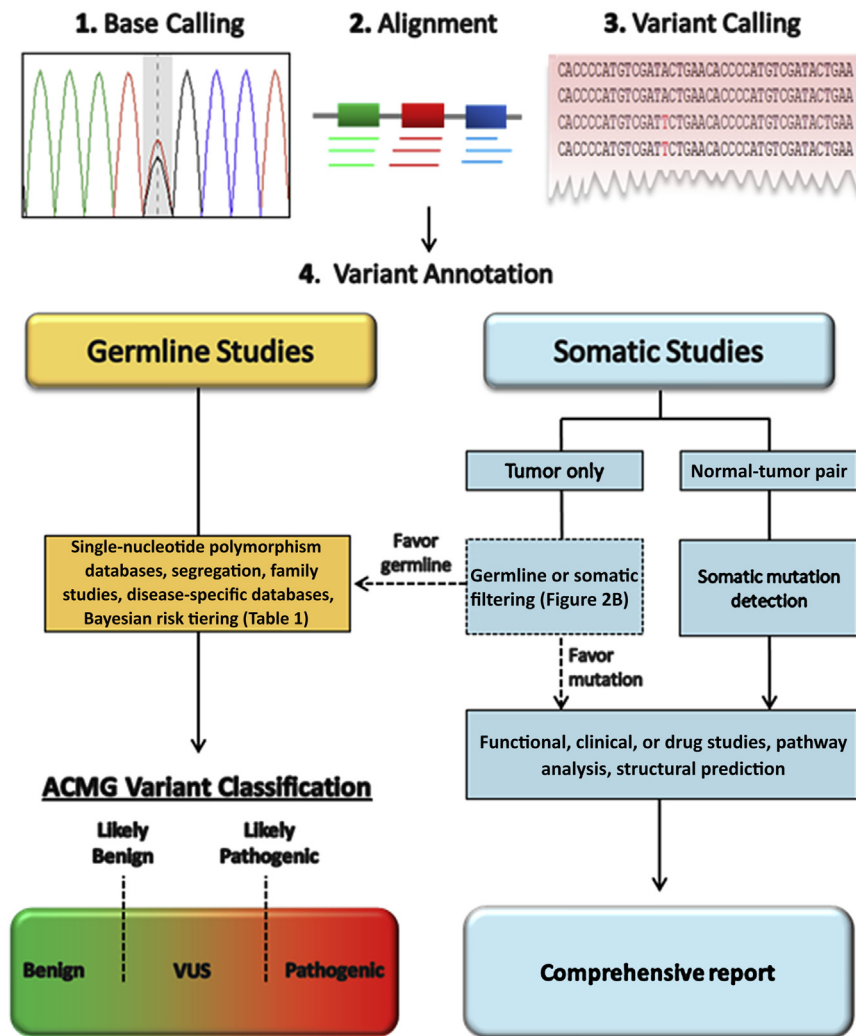 1. Base Calling
2. Alignment
3. Variant Calling
CACCCCATGTCGATACTGAACACCCCATGTCGATACTGAA
CACCCCATGTCGATACTGAACACCCCATGTCGATACTGAA
CACCCCATGTCGATTCTGAACACCCCATGTCGATACTGAA
CACCCCATGTCGATTCTGAACACCCCATGTCGATACTGAA
4. Variant Annotation
Germline Studies
Somatic Studies
Tumor only
Normal-tumor pair
Single-nucleotide polymorphism
databases, segregation, family
studies, disease-specific databases,
Bayesian risk tiering (Table 1)
Favor
germline
Germline or somatic
filtering (Figure 2B)
Somatic mutation
detection
Favor
mutation
Functional, clinical, or drug studies, pathway
analysis, structural prediction
ACMG Variant Classification
Likely
Benign
Likely
Pathogenic
Benign
VUS
Pathogenic
Comprehensive report